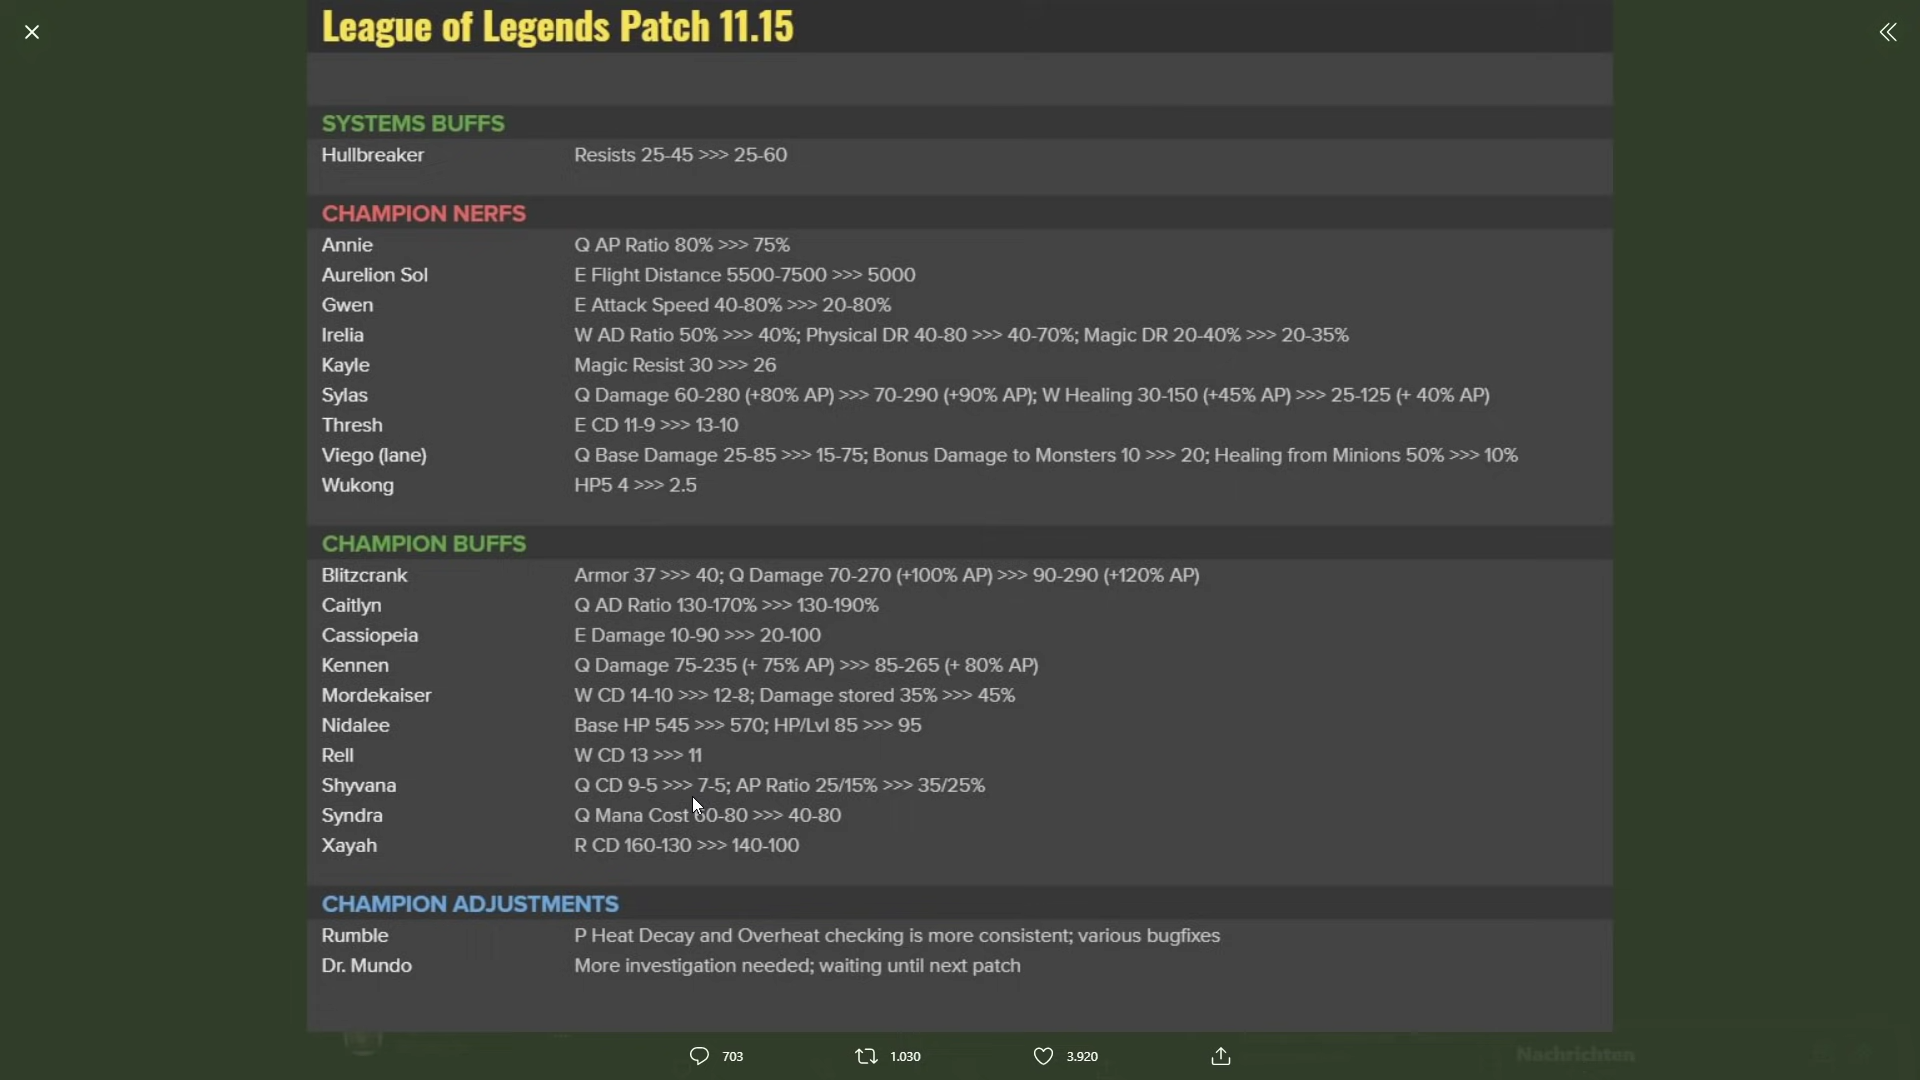 League of Legends Patch 11.15
SYSTEMS BUFFS
Hullbreaker Resists 25-45 >>> 25-60
CHAMPION NERFS
Annie Q AP Ratio 80% >>> 75%
Aurelion Sol E Flight Distance 5500-7500 >>> 5000
Gwen E Attack Speed 40-80% >>> 20-80%
Irelia W AD Ratio 50% >>> 40%; Physical DR 40-80 >>> 40-70%; Magic DR 20-40% >>> 20-35%
Kayle Magic Resist 30 >>> 26
Sylas Q Damage 60-280 (+80% AP) >>> 70-290 (+90% AP); W Healing 30-150 (+45% AP) >>> 25-125 (+ 40% AP)
Thresh E CD 11-9 >>> 13-10
Viego (lane) Q Base Damage 25-85 >>> 15-75; Bonus Damage to Monsters 10 >>> 20; Healing from Minions 50% >>> 10%
Wukong HP5 4 >>> 2.5
CHAMPION BUFFS
Blitzcrank Armor 37 >>> 40; Q Damage 70-270 (+100% AP) >>> 90-290 (+120% AP)
Caitlyn Q AD Ratio 130-170% >>> 130-190%
Cassiopeia E Damage 10-90 >>> 20-100
Kennen Q Damage 75-235 (+ 75% AP) >>> 85-265 (+ 80% AP)
Mordekaiser W CD 14-10 >>> 12-8; Damage stored 35% >>> 45%
Nidalee Base HP 545 >>> 570; HP/Lvl 85 >>> 95
Rell W CD 13 >>> 11
Shyvana Q CD 9-5 >>> 7-5; AP Ratio 25/15% >>> 35/25%
Syndra Q Mana Cost 60-80 >>> 40-80
Xayah R CD 160-130 >>> 140-100
CHAMPION ADJUSTMENTS
Rumble P Heat Decay and Overheat checking is more consistent; various bugfixes
Dr. Mundo More investigation needed; waiting until next patch
703 1.030 3.920
Nachrichten